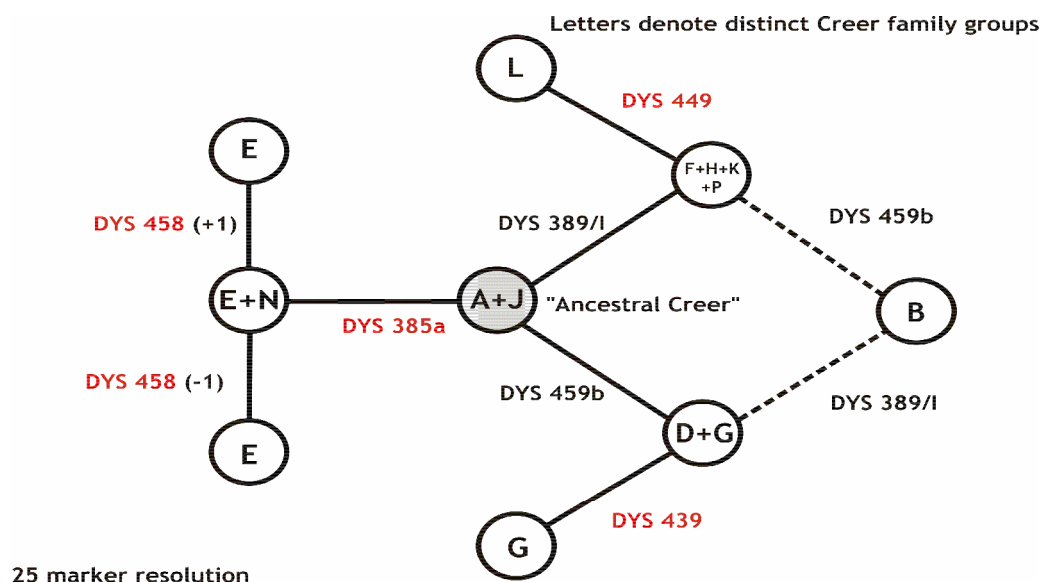 Letters denote distinct Creer family groups
L
DYS 449
E
F+H+K
+P
DYS 458 (+1)
DYS 389/I
DYS 459b
E+N
A+J
"Ancestral Creer"
B
DYS 385a
DYS 458 (-1)
DYS 459b
DYS 389/I
D+G
E
DYS 439
G
25 marker resolution